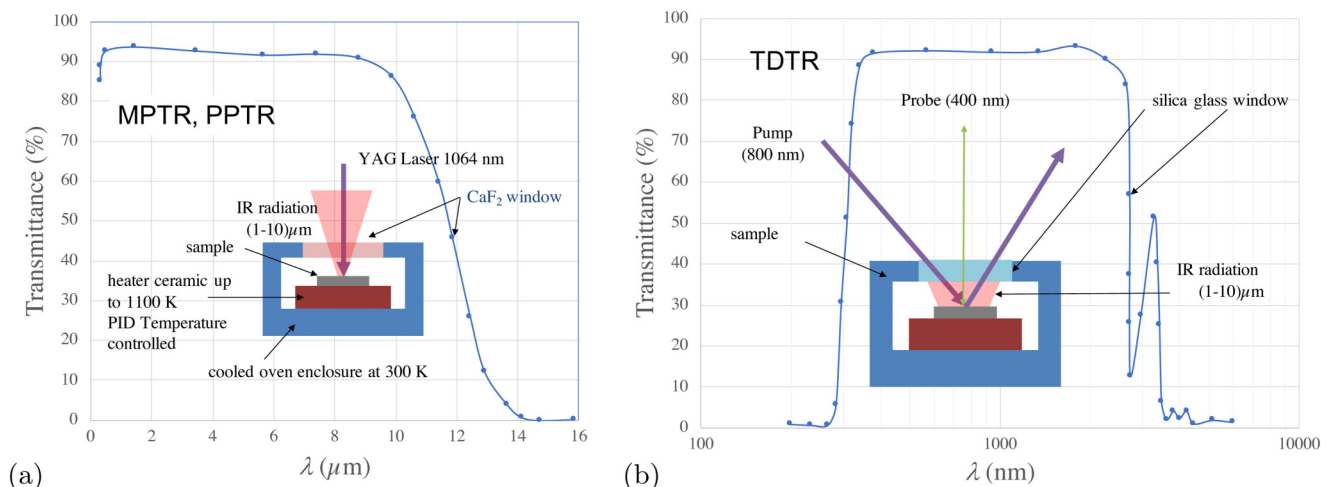 100
90
80
70
60
50
40
30
20
10
0
Transmittance (%)
MPTR, PPTR
YAG Laser 1064 nm
CaF₂ window
IR radiation
(1-10)µm
sample
heater ceramic up
to 1100 K
PID Temperature
controlled
cooled oven enclosure at 300 K
0 2 4 6 8 10 12 14 16
λ (µm)
(a)
100
90
80
70
60
50
40
30
20
10
0
Transmittance (%)
TDTR
Probe (400 nm)
silica glass window
Pump
(800 nm)
sample
IR radiation
(1-10)µm
100 1000 10000
λ (nm)
(b)